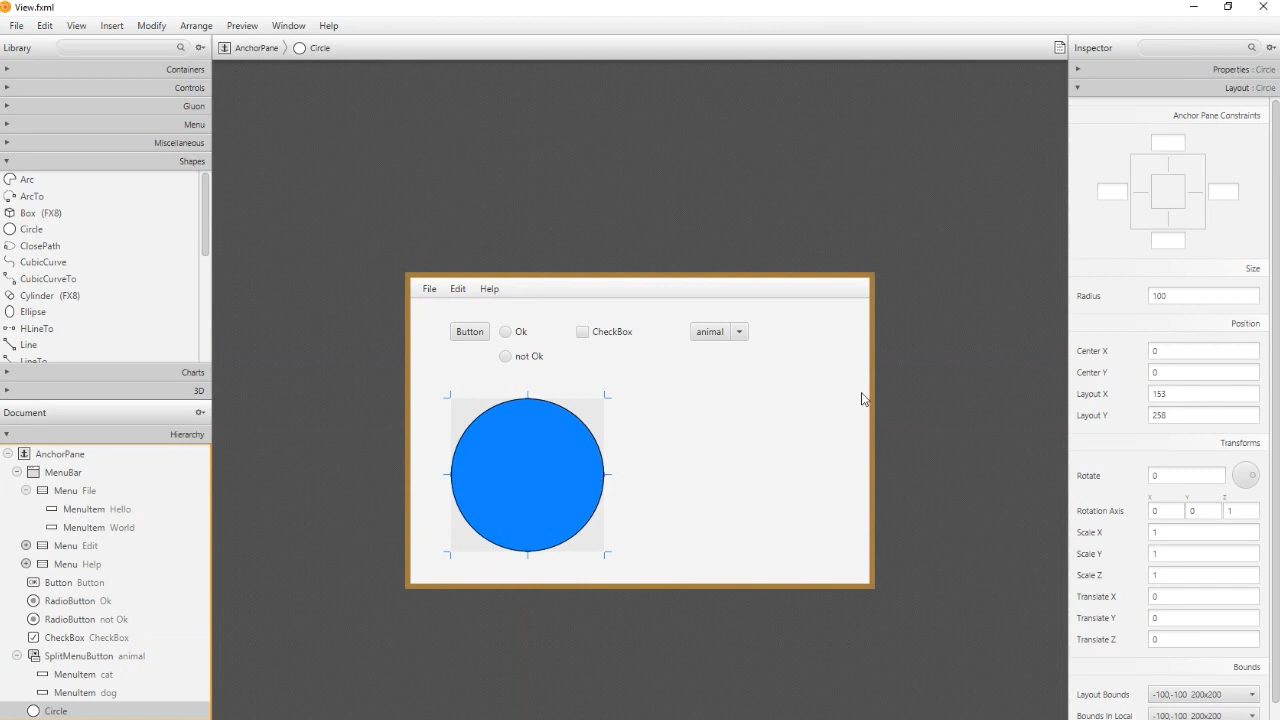 View.fxml
File Edit View Insert Modify Arrange Preview Window Help
Library
AnchorPane Circle
Inspector
Containers
Controls
Gluon
Menu
Miscellaneous
Shapes
Arc
ArcTo
Box (FX8)
Circle
ClosePath
CubicCurve
CubicCurveTo
Cylinder (FX8)
Ellipse
HLineTo
Line
LineTo
Charts
3D
Document
Hierarchy
AnchorPane
MenuBar
Menu File
MenuItem Hello
MenuItem World
Menu Edit
Menu Help
Button Button
RadioButton Ok
RadioButton not Ok
CheckBox CheckBox
SplitMenuButton animal
MenuItem cat
MenuItem dog
Circle
File Edit Help
Button Ok CheckBox animal
not Ok
Properties : Circle
Layout : Circle
Anchor Pane Constraints
Size
Radius 100
Position
Center X 0
Center Y 0
Layout X 153
Layout Y 258
Transforms
Rotate 0
X Y Z
Rotation Axis 0 0 1
Scale X 1
Scale Y 1
Scale Z 1
Translate X 0
Translate Y 0
Translate Z 0
Bounds
Layout Bounds -100,-100 200x200
Bounds In Local -100,-100 200x200